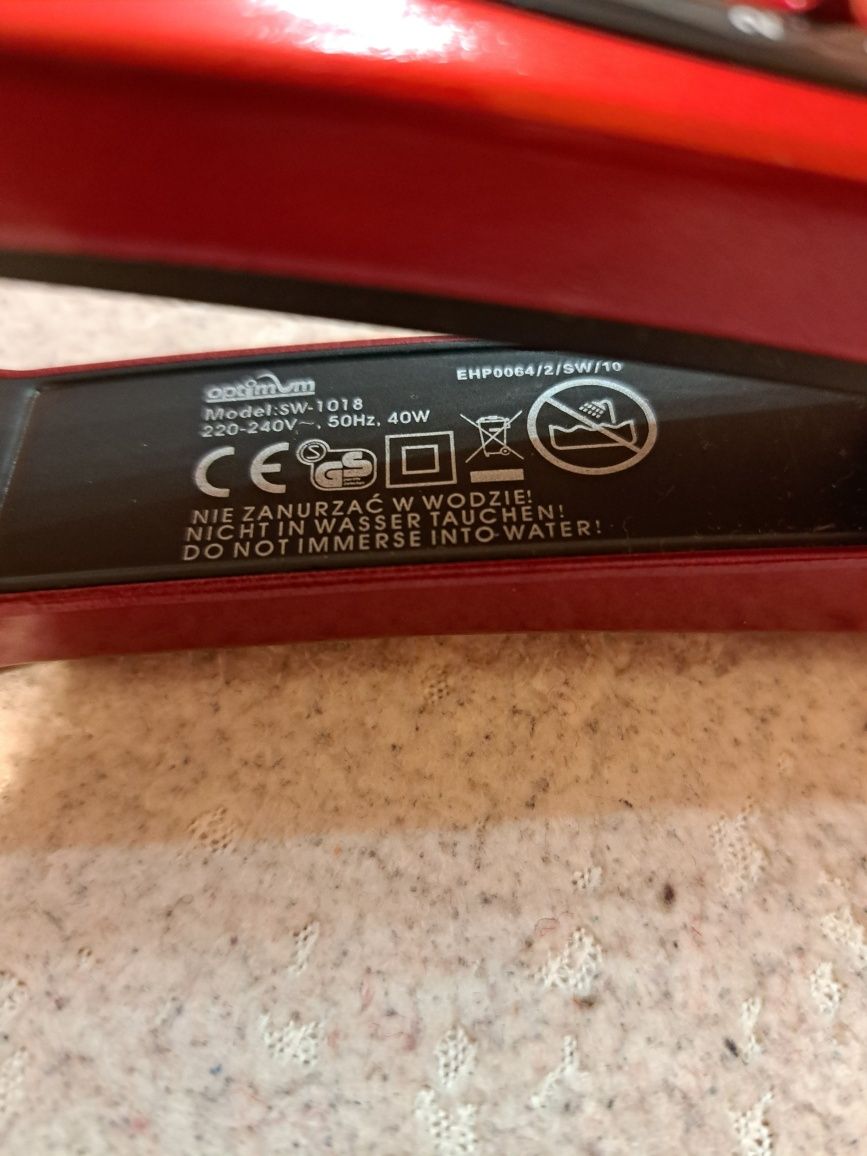 2
EHP0064/2/SW/10
optimum
Model:SW-1018
220-240V~, 50Hz, 40W
CE S GS
NIE ZANURZAĆ W WODZIE!
NICHT IN WASSER TAUCHEN!
DO NOT IMMERSE INTO WATER!